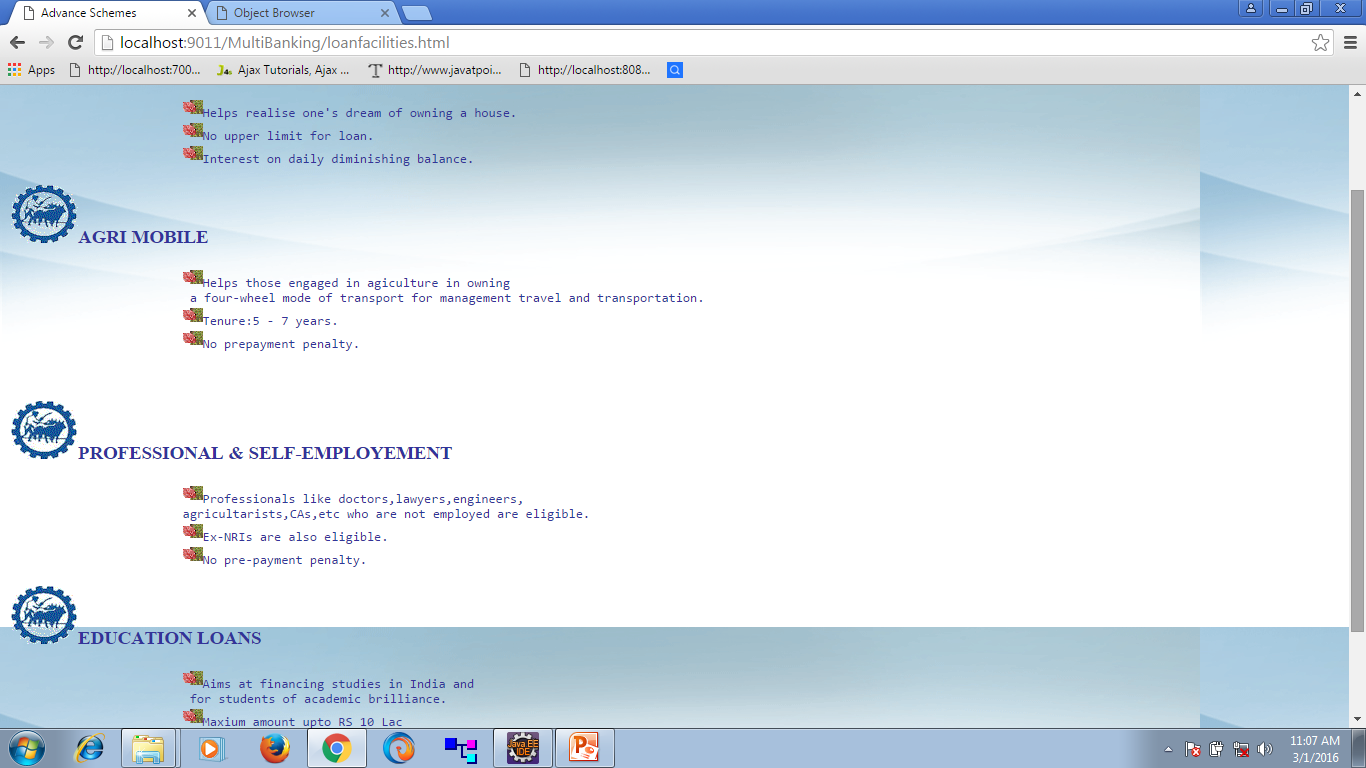 Advance Schemes
Object Browser
localhost:9011/MultiBanking/loanfacilities.html
Apps
http://localhost:700...
Ajax Tutorials, Ajax ...
http://www.javatpoi...
http://localhost:808...
Helps realise one's dream of owning a house.
No upper limit for loan.
Interest on daily diminishing balance.
AGRI MOBILE
Helps those engaged in agiculture in owning
a four-wheel mode of transport for management travel and transportation.
Tenure:5 - 7 years.
No prepayment penalty.
PROFESSIONAL & SELF-EMPLOYEMENT
Professionals like doctors,lawyers,engineers,
agricultarists,CAs,etc who are not employed are eligible.
Ex-NRIs are also eligible.
No pre-payment penalty.
EDUCATION LOANS
Aims at financing studies in India and
for students of academic brilliance.
Maxium amount upto RS 10 Lac
Java EE
IDE
11:07 AM
3/1/2016